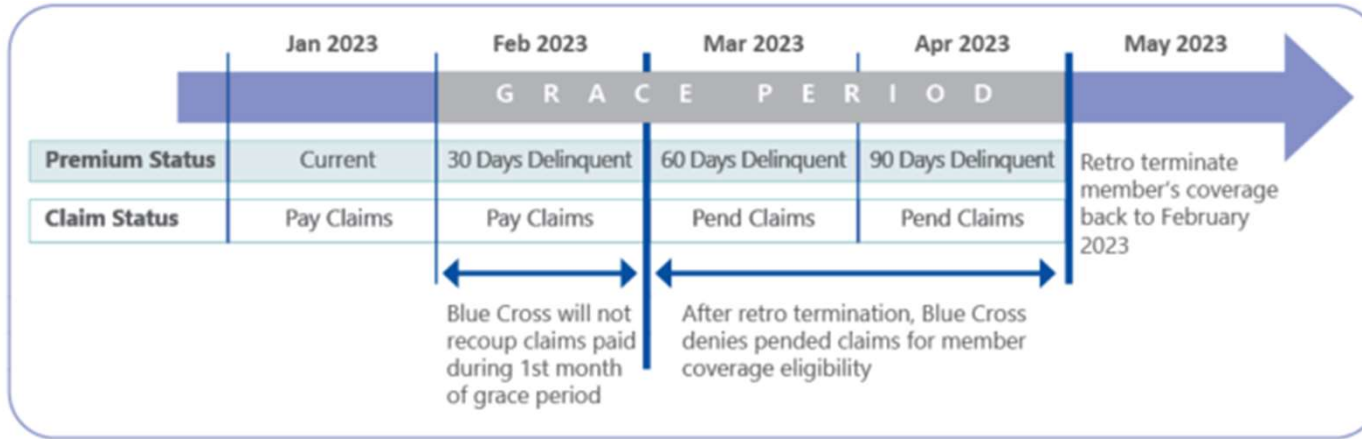 Jan 2023 Feb 2023 Mar 2023 Apr 2023 May 2023
GRACE PERIOD
Premium Status Current 30 Days Delinquent 60 Days Delinquent 90 Days Delinquent
Claim Status Pay Claims Pay Claims Pend Claims Pend Claims
Retro terminate
member's coverage
back to February
2023
Blue Cross will not
recoup claims paid
during 1st month
of grace period
After retro termination, Blue Cross
denies pended claims for member
coverage eligibility